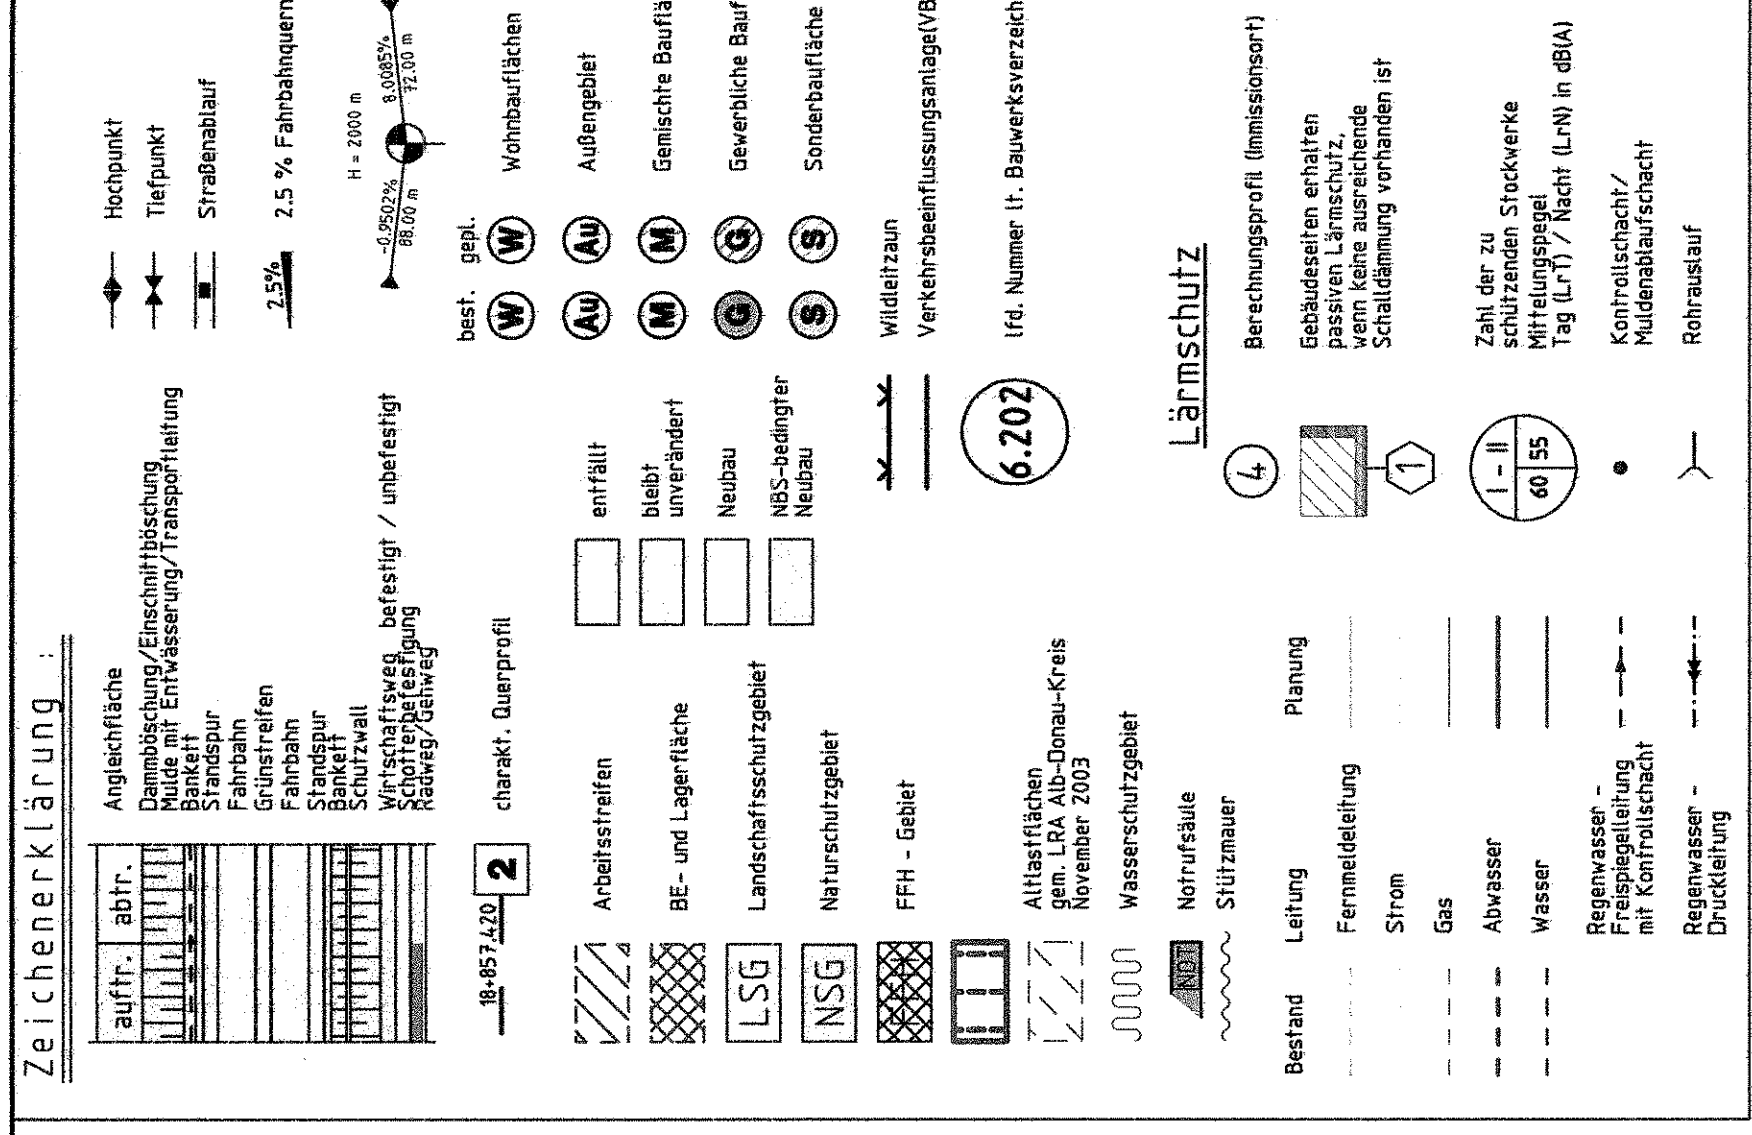 Zeichenerklärung :
auftr. abtr.
Angleichfläche
Dammböschung/Einschnittböschung
Mulde mit Entwässerung/Transportleitung
Bankett
Standspur
Fahrbahn
Grünstreifen
Fahrbahn
Standspur
Bankett
Schutzwall
Wirtschaftsweg befestigt / unbefestigt
Schotterbefestigung
Radweg/Gehweg
18+857.420
2
charakt. Querprofil
Hochpunkt
Tiefpunkt
Straßenablauf
2.5%
2.5 % Fahrbahnquern
H = 2000 m
-0.9502%
88.00 m
8.0085%
72.00 m
Arbeitsstreifen
BE- und Lagerfläche
LSG
Landschaftsschutzgebiet
NSG
Naturschutzgebiet
FFH - Gebiet
Altlastflächen
gem. LRA Alb-Donau-Kreis
November 2003
Wasserschutzgebiet
NOT
Notrufsäule
Stützmauer
entfällt
bleibt
unverändert
Neubau
NBS-bedingter
Neubau
best. gepl.
W W Wohnbauflächen
Au Au Außengebiet
M M Gemischte Bauflä
G G Gewerbliche Bauf
S S Sonderbaufläche
Wildleitzaun
Verkehrsbeeinflussungsanlage(VB
6.202
lfd. Nummer lt. Bauwerksverzeich
Bestand Leitung Planung
Fernmeldeleitung
Strom
Gas
Abwasser
Wasser
Regenwasser -
Freispiegelleitung
mit Kontrollschacht
Regenwasser -
Druckleitung
Lärmschutz
4
Berechnungsprofil (Immissionsort)
1
Gebäudeseiten erhalten
passiven Lärmschutz,
wenn keine ausreichende
Schalldämmung vorhanden ist
I - II
60 55
Zahl der zu
schützenden Stockwerke
Mittelungspegel
Tag (LrT) / Nacht (LrN) in dB(A)
Kontrollschacht/
Muldenablaufschacht
Rohrauslauf